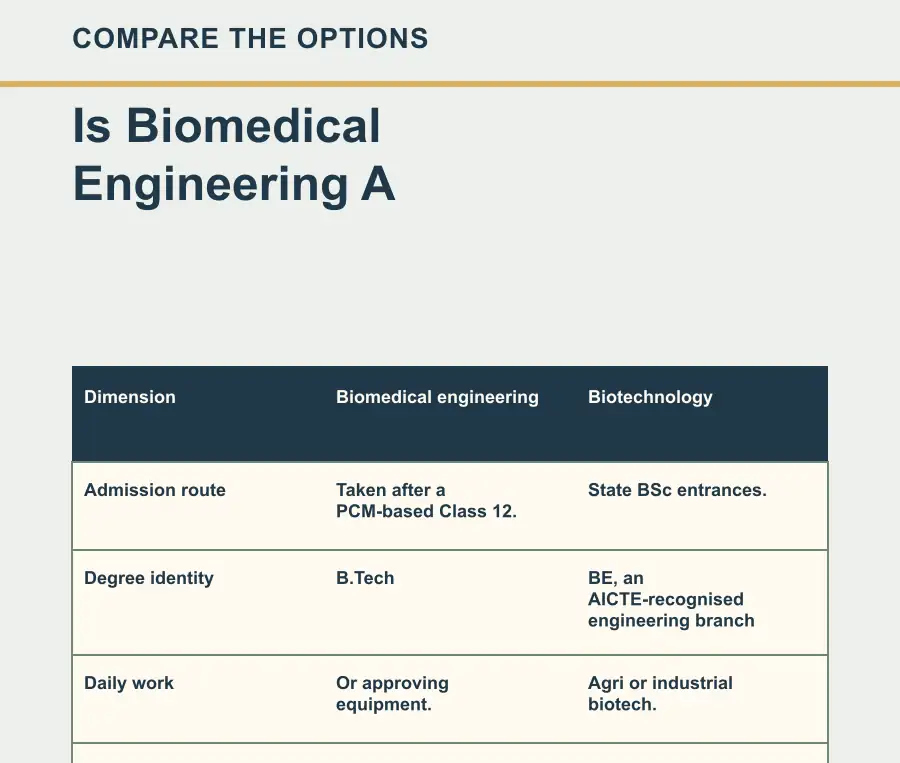 COMPARE THE OPTIONS
Is Biomedical
Engineering A
Dimension
Biomedical engineering
Biotechnology
Admission route
Taken after a
PCM-based Class 12.
State BSc entrances.
Degree identity
B.Tech
BE, an
AICTE-recognised
engineering branch
Daily work
Or approving
equipment.
Agri or industrial
biotech.